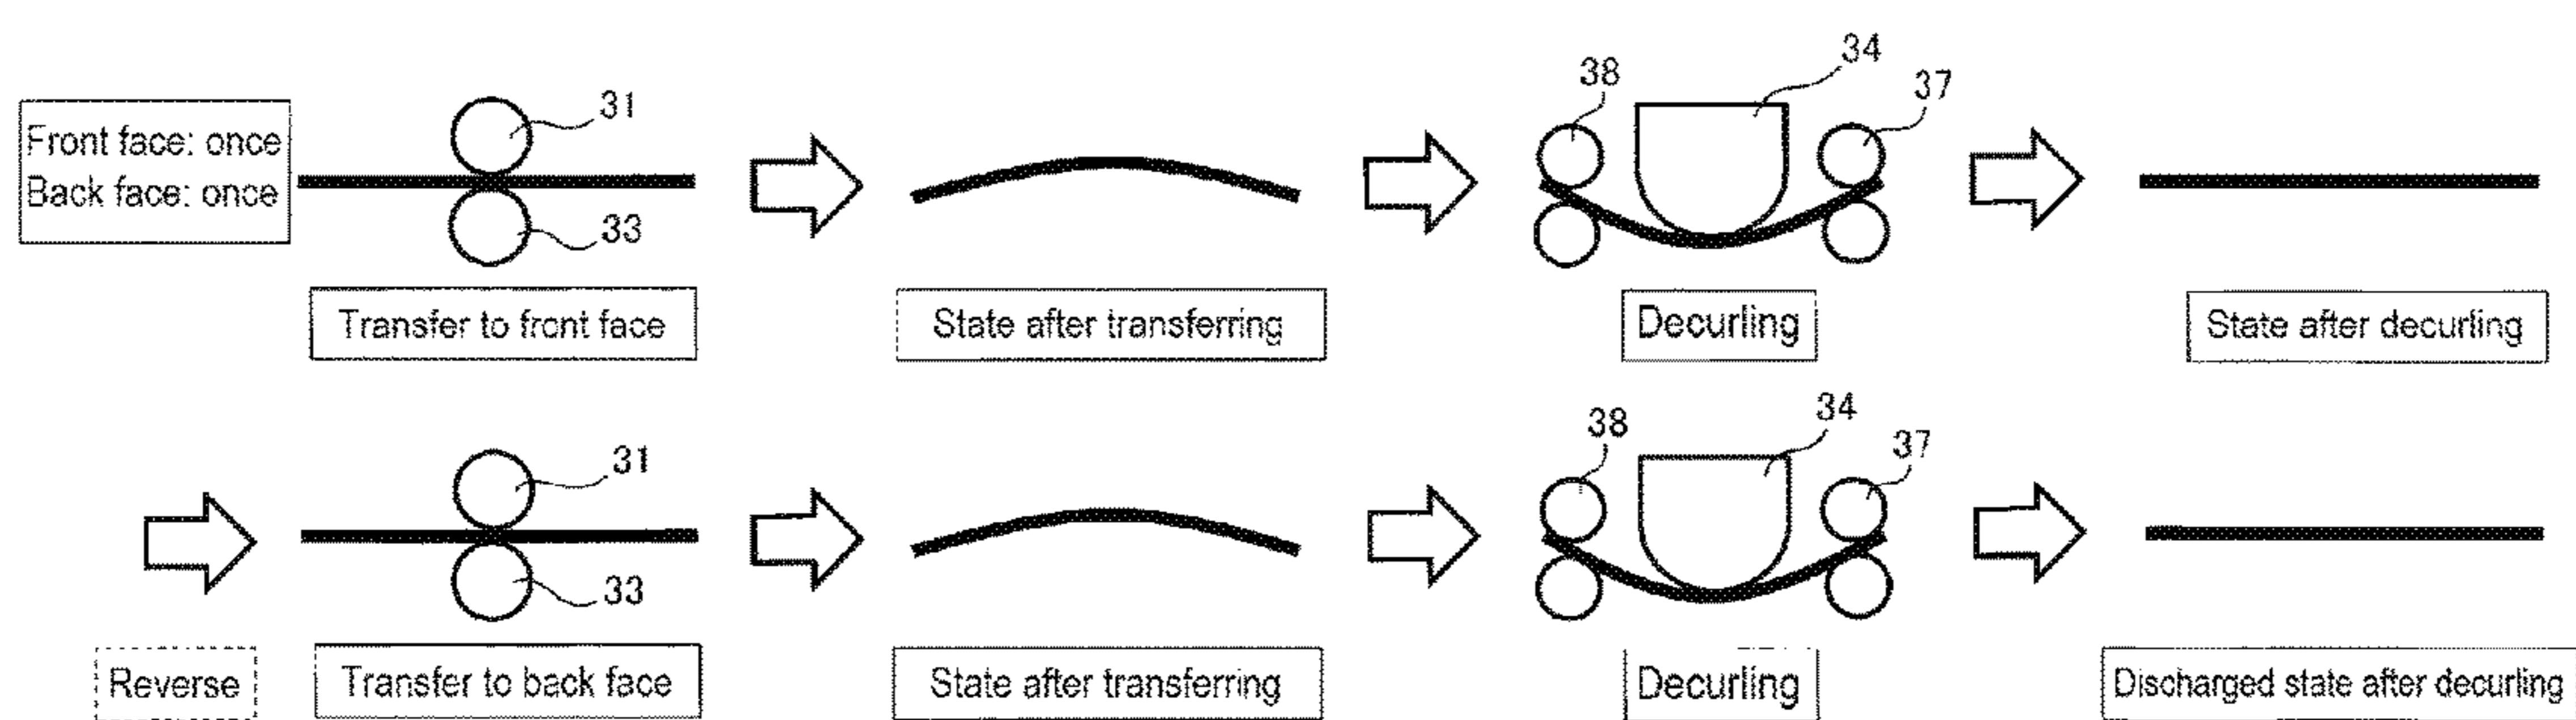 Front face: once
Back face: once
31
33
38
34
37
Transfer to front face
State after transferring
Decurling
State after decurling
31
33
38
34
37
Reverse
Transfer to back face
State after transferring
Decurling
Discharged state after decurling